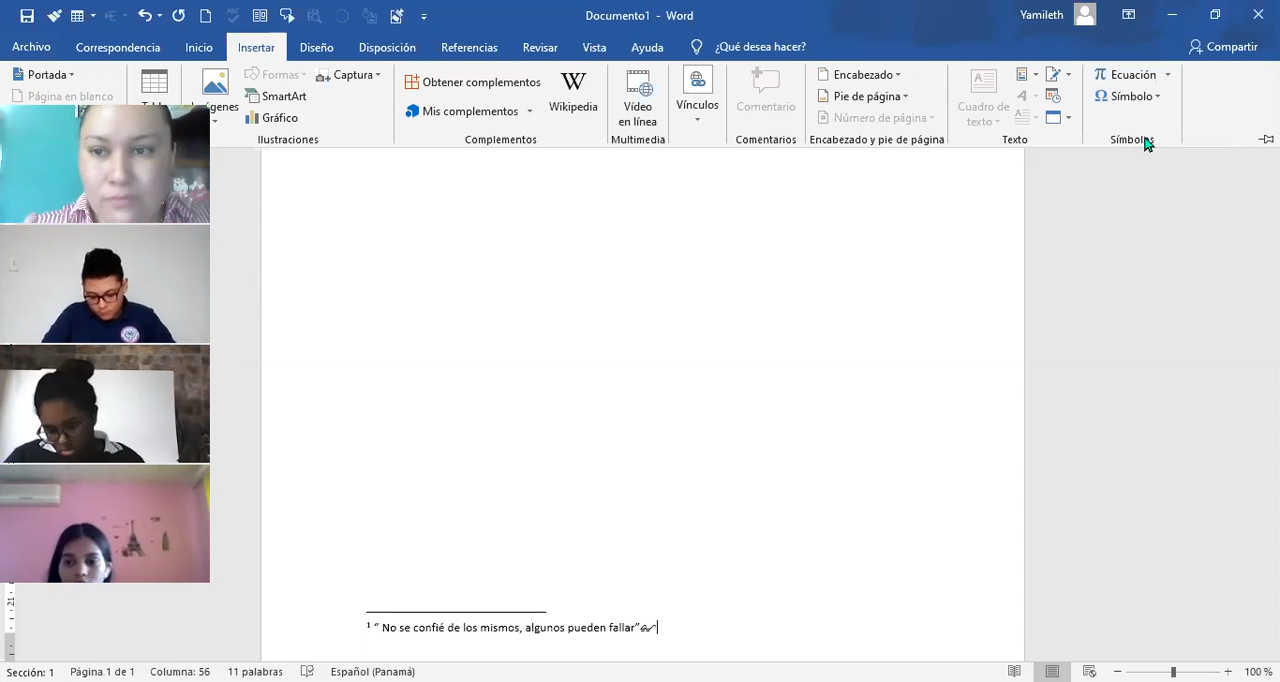 Documento1 - Word
Yamileth
Archivo
Correspondencia
Inicio
Insertar
Diseño
Disposición
Referencias
Revisar
Vista
Ayuda
¿Qué desea hacer?
Compartir
Portada
Página en blanco
Formas
SmartArt
Gráfico
Captura
Ilustraciones
Obtener complementos
Mis complementos
W
Wikipedia
Complementos
Vídeo
en línea
Multimedia
Vínculos
Comentario
Comentarios
Encabezado
Pie de página
Número de página
Encabezado y pie de página
Cuadro de
texto
Texto
π Ecuación
Ω Símbolo
Símbolos
21
¹ “ No se confié de los mismos, algunos pueden fallar”
Sección: 1
Página 1 de 1
Columna: 56
11 palabras
Español (Panamá)
100 %